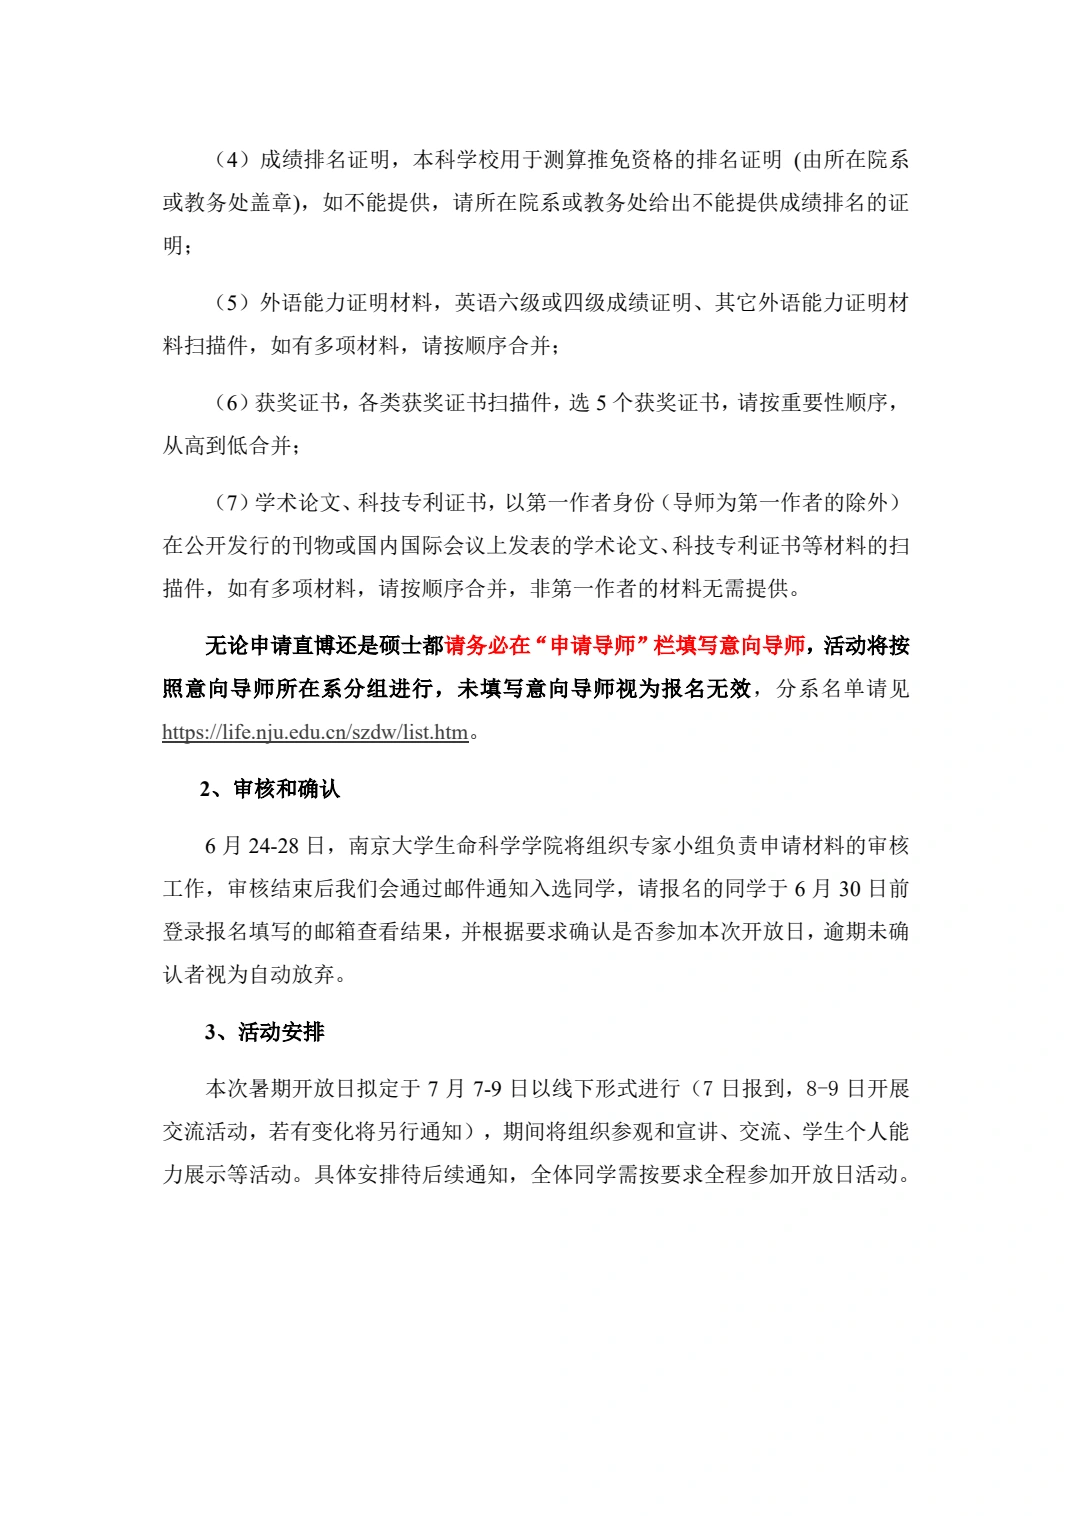 （4）成绩排名证明，本科学校用于测算推免资格的排名证明 (由所在院系
或教务处盖章)，如不能提供，请所在院系或教务处给出不能提供成绩排名的证
明；
（5）外语能力证明材料，英语六级或四级成绩证明、其它外语能力证明材
料扫描件，如有多项材料，请按顺序合并；
（6）获奖证书，各类获奖证书扫描件，选 5 个获奖证书，请按重要性顺序，
从高到低合并；
（7）学术论文、科技专利证书，以第一作者身份（导师为第一作者的除外）
在公开发行的刊物或国内国际会议上发表的学术论文、科技专利证书等材料的扫
描件，如有多项材料，请按顺序合并，非第一作者的材料无需提供。
无论申请直博还是硕士都请务必在“申请导师”栏填写意向导师，活动将按
照意向导师所在系分组进行，未填写意向导师视为报名无效，分系名单请见
https://life.nju.edu.cn/szdw/list.htm。
2、审核和确认
6 月 24-28 日，南京大学生命科学学院将组织专家小组负责申请材料的审核
工作，审核结束后我们会通过邮件通知入选同学，请报名的同学于 6 月 30 日前
登录报名填写的邮箱查看结果，并根据要求确认是否参加本次开放日，逾期未确
认者视为自动放弃。
3、活动安排
本次暑期开放日拟定于 7 月 7-9 日以线下形式进行（7 日报到，8-9 日开展
交流活动，若有变化将另行通知），期间将组织参观和宣讲、交流、学生个人能
力展示等活动。具体安排待后续通知，全体同学需按要求全程参加开放日活动。